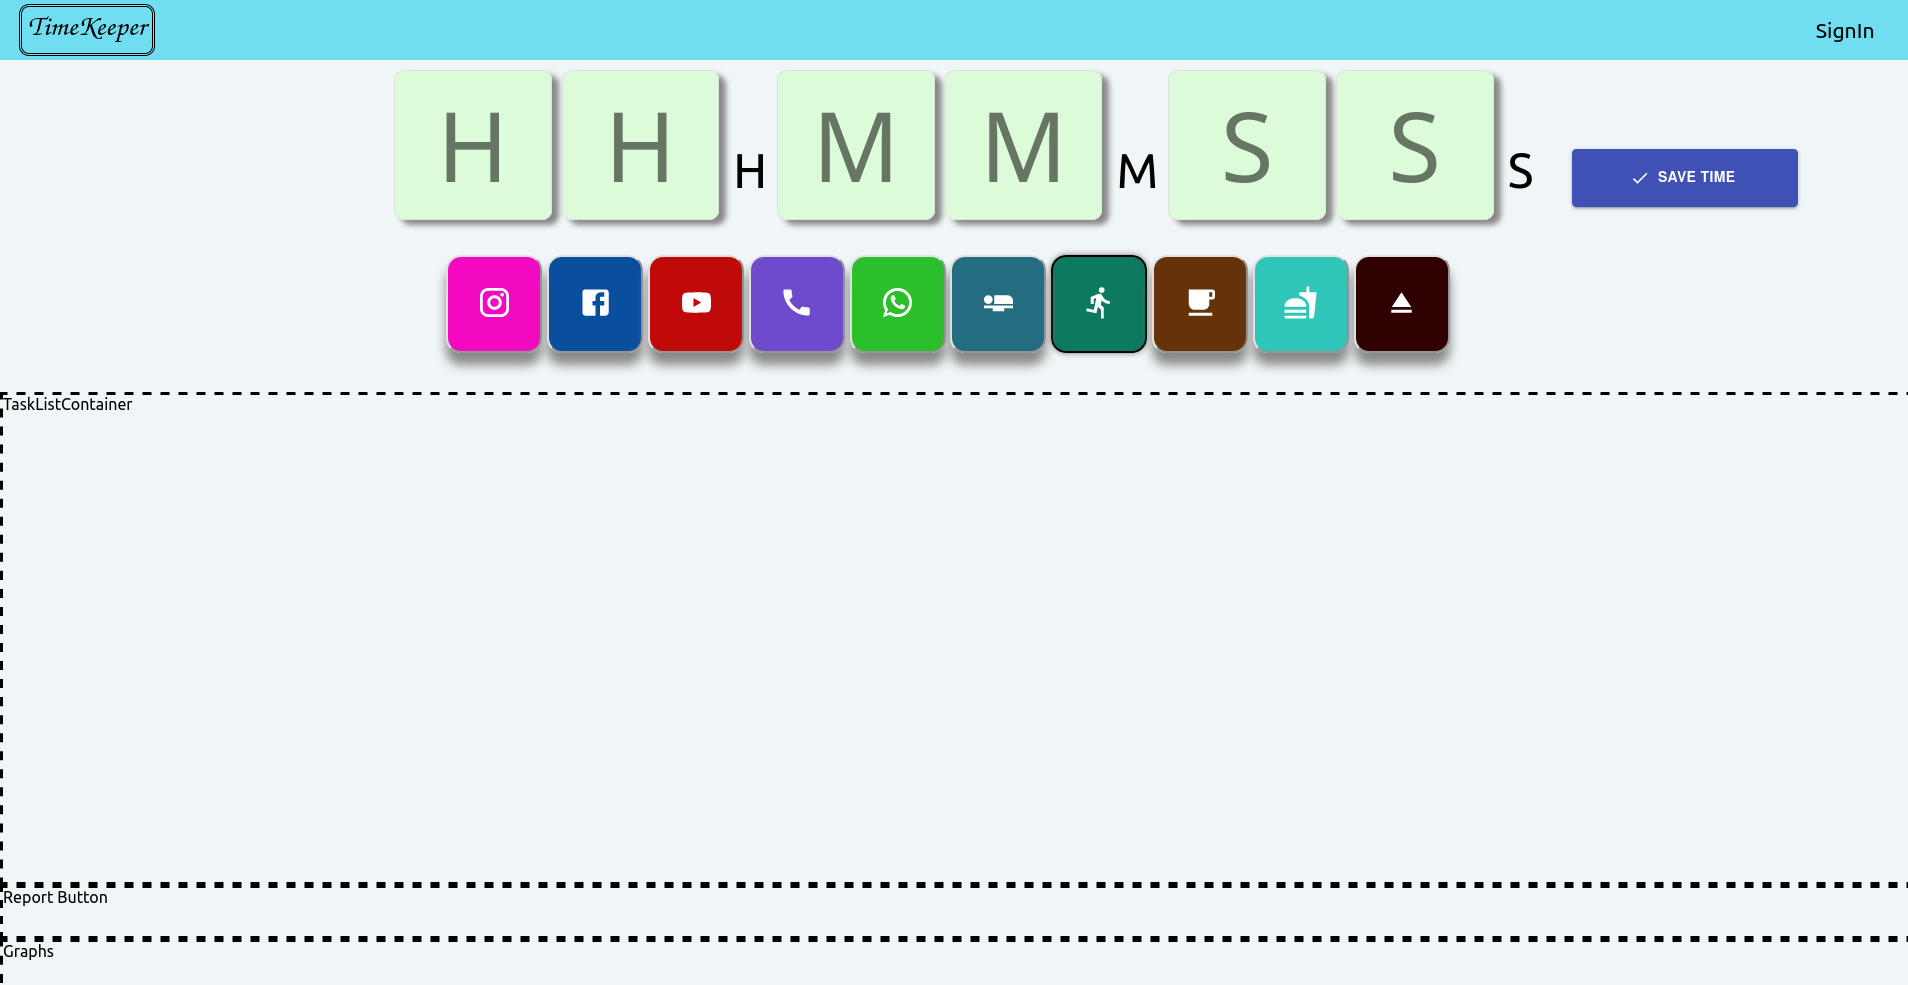 TimeKeeper
SignIn
H H H M M M S S S
SAVE TIME
TaskListContainer
Report Button
Graphs